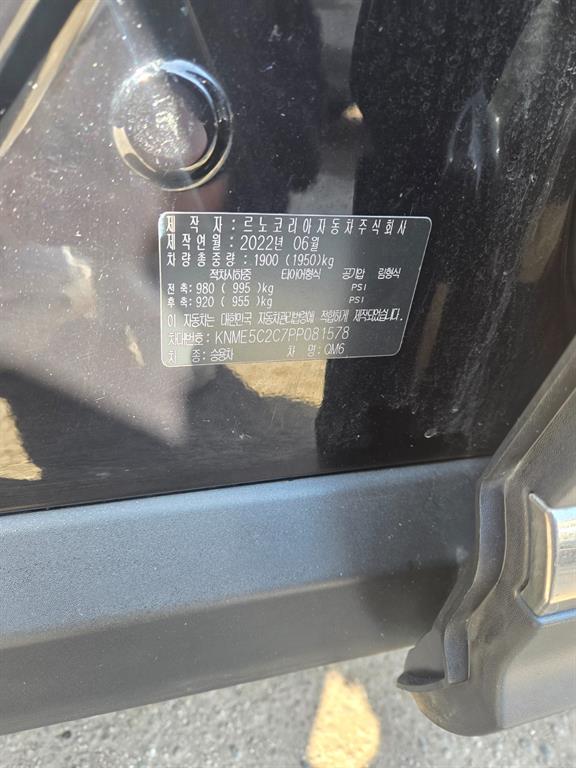 제 작 자 : 르노코리아자동차주식회사
제작연월 : 2022년 06월
차량총중량 : 1900 (1950)kg
적차시하중 타이어형식 공기압 림형식
전 축: 980 ( 995 )kg PSI
후 축: 920 ( 955 )kg PSI
이 자동차는 대한민국 자동차관리법령에 적합하게 제작되었습니다.
차대번호: KNME5C2C7PP081578
차 종: 승용차 차 명: QM6